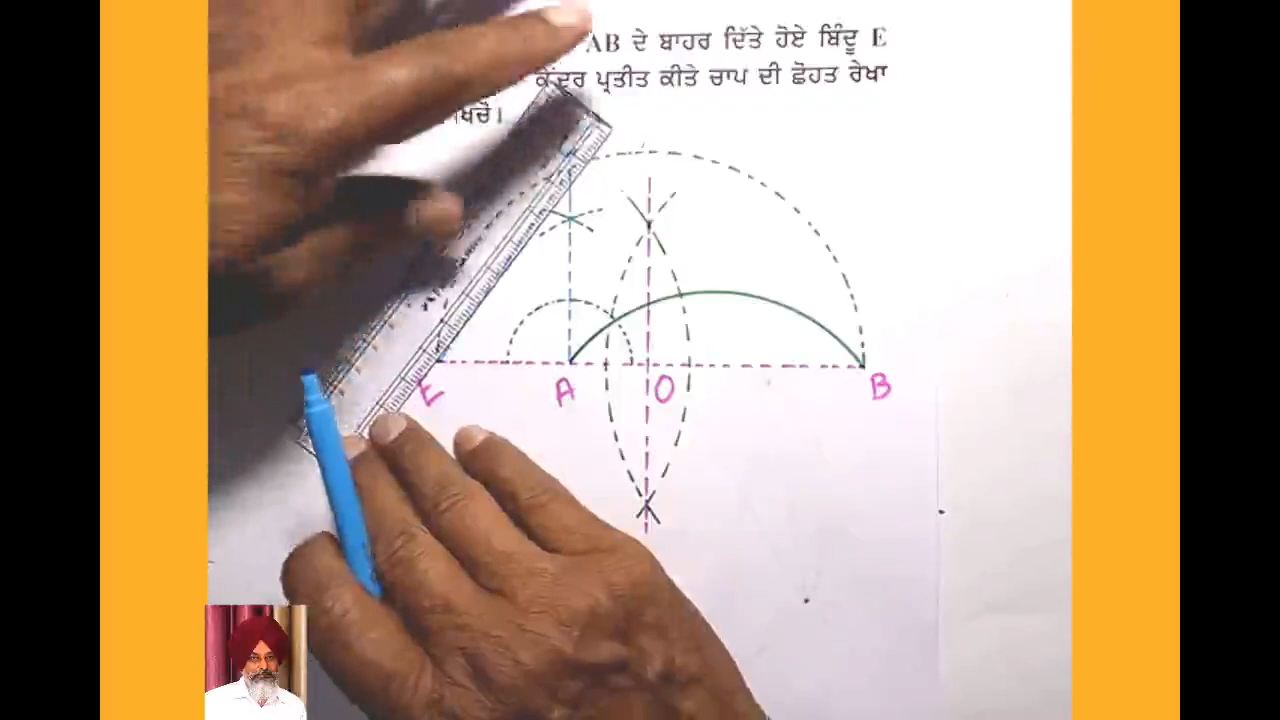 AB ਦੇ ਬਾਹਰ ਦਿੱਤੇ ਹੋਏ ਬਿੰਦੂ E
ਕੇਂਦਰ ਪ੍ਰਤੀਤ ਕੀਤੇ ਚਾਪ ਦੀ ਛੋਹਤ ਰੇਖਾ
ਖਿਚੋ।
E A O B